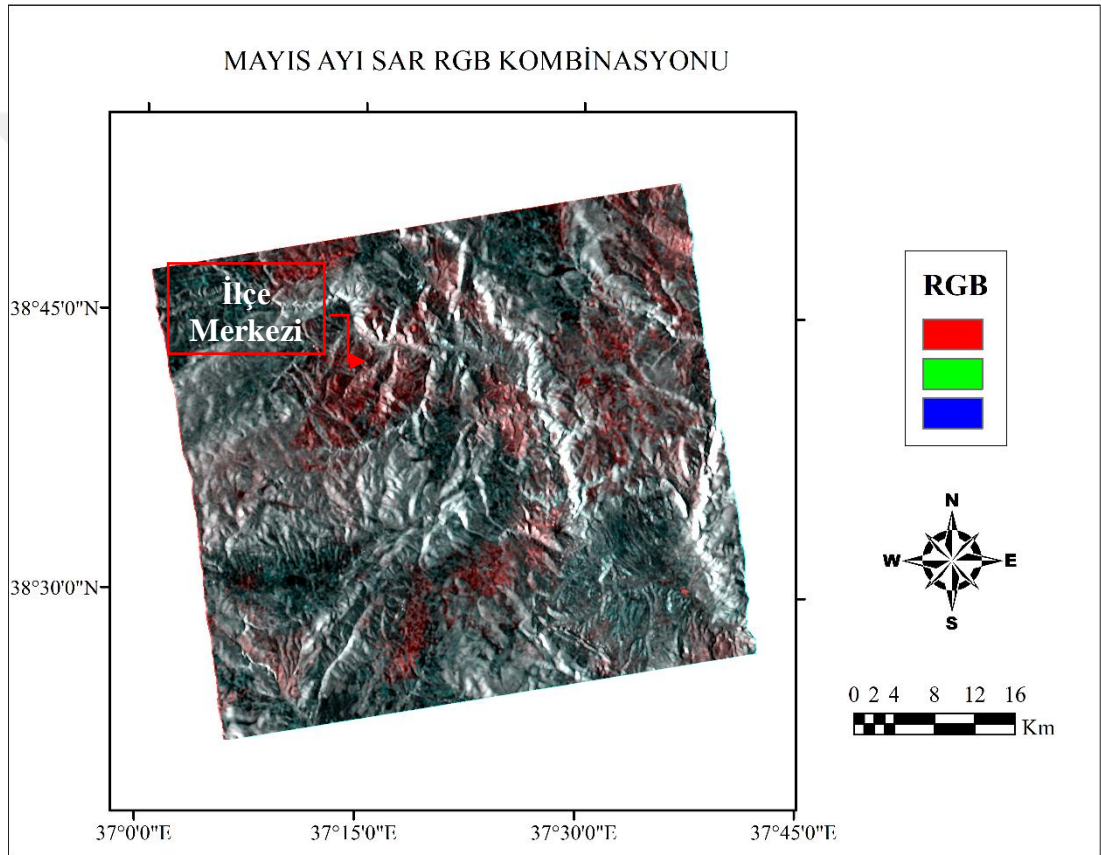 MAYIS AYI SAR RGB KOMBİNASYONU
İlçe
Merkezi
38°45'0"N
38°30'0"N
37°0'0"E
37°15'0"E
37°30'0"E
37°45'0"E
RGB
N
W
E
S
0 2 4 8 12 16
Km